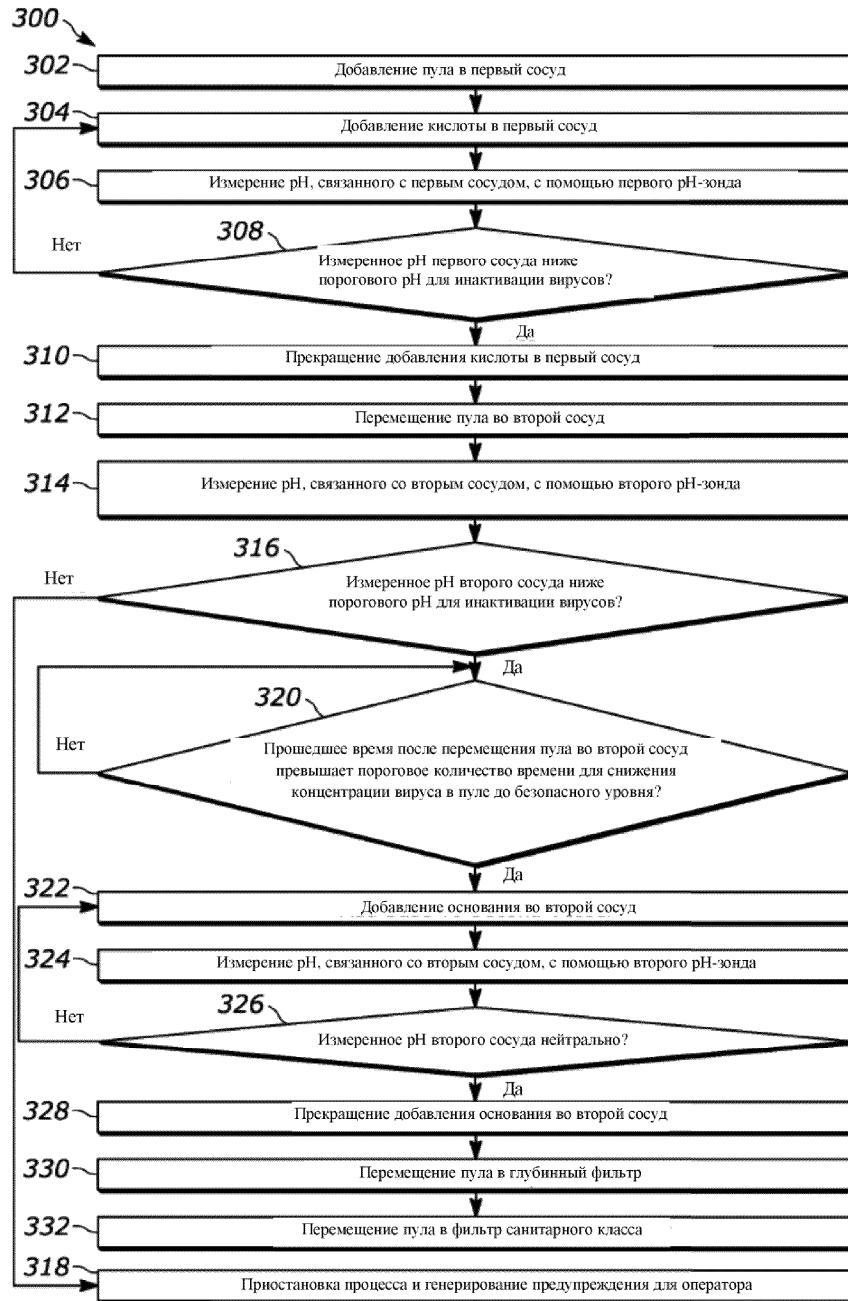 300
302
Добавление пула в первый сосуд
304
Добавление кислоты в первый сосуд
306
Измерение pH, связанного с первым сосудом, с помощью первого pH-зонда
308
Нет
Измеренное pH первого сосуда ниже
порогового pH для инактивации вирусов?
Да
310
Прекращение добавления кислоты в первый сосуд
312
Перемещение пула во второй сосуд
314
Измерение pH, связанного со вторым сосудом, с помощью второго pH-зонда
316
Нет
Измеренное pH второго сосуда ниже
порогового pH для инактивации вирусов?
Да
320
Нет
Прошедшее время после перемещения пула во второй сосуд
превышает пороговое количество времени для снижения
концентрации вируса в пуле до безопасного уровня?
Да
322
Добавление основания во второй сосуд
324
Измерение pH, связанного со вторым сосудом, с помощью второго pH-зонда
326
Нет
Измеренное pH второго сосуда нейтрально?
Да
328
Прекращение добавления основания во второй сосуд
330
Перемещение пула в глубинный фильтр
332
Перемещение пула в фильтр санитарного класса
318
Приостановка процесса и генерирование предупреждения для оператора